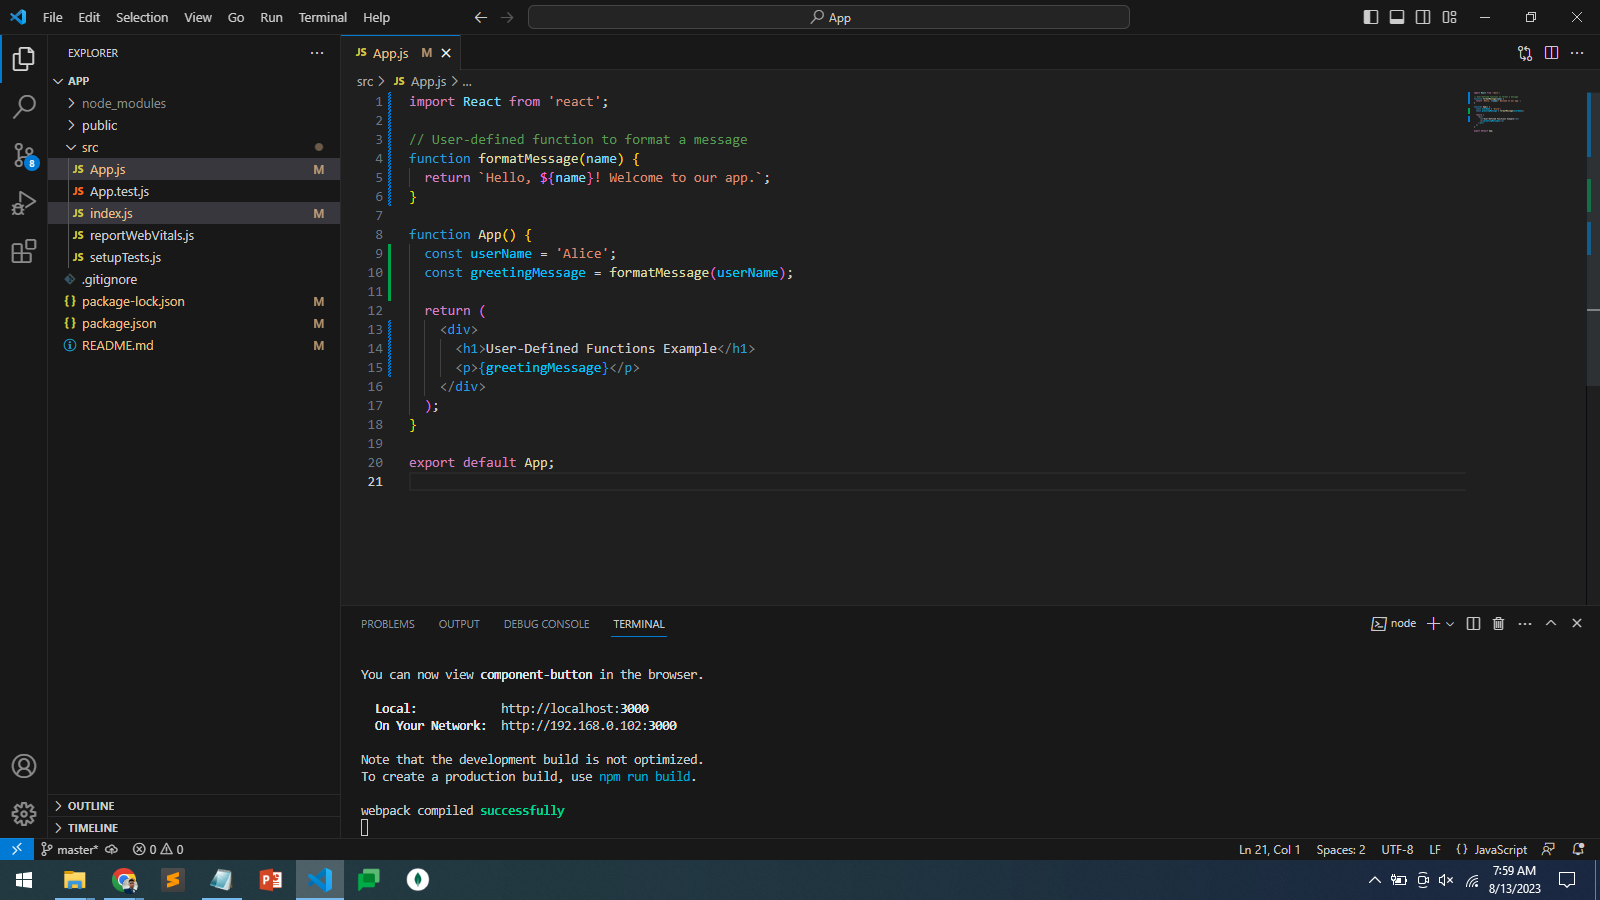 File Edit Selection View Go Run Terminal Help
App
EXPLORER
APP
node_modules
public
src
JS App.js M
JS App.test.js
JS index.js M
JS reportWebVitals.js
JS setupTests.js
.gitignore
{} package-lock.json M
{} package.json M
README.md M
OUTLINE
TIMELINE
8
JS App.js M
src > JS App.js > ...
1 import React from 'react';
2
3 // User-defined function to format a message
4 function formatMessage(name) {
5 return `Hello, ${name}! Welcome to our app.`;
6 }
7
8 function App() {
9 const userName = 'Alice';
10 const greetingMessage = formatMessage(userName);
11
12 return (
13 <div>
14 <h1>User-Defined Functions Example</h1>
15 <p>{greetingMessage}</p>
16 </div>
17 );
18 }
19
20 export default App;
21
PROBLEMS OUTPUT DEBUG CONSOLE TERMINAL
node
You can now view component-button in the browser.
Local: http://localhost:3000
On Your Network: http://192.168.0.102:3000
Note that the development build is not optimized.
To create a production build, use npm run build.
webpack compiled successfully
master* 0 0
Ln 21, Col 1 Spaces: 2 UTF-8 LF {} JavaScript
7:59 AM
8/13/2023